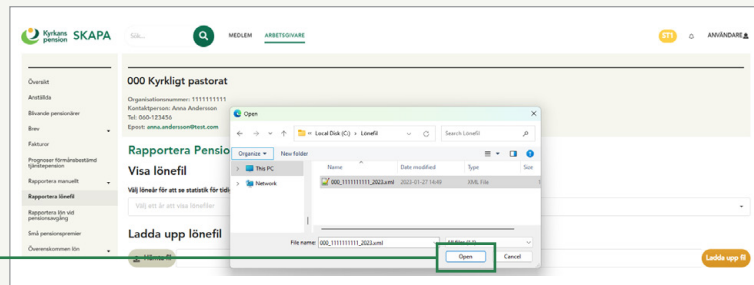 Kyrkans pension SKAPA
Sök...
MEDLEM ARBETSGIVARE
ST1
ANVÄNDARE
Översikt
Anställda
Blivande pensionärer
Brev
Fakturor
Prognoser förmånsbestämd tjänstepension
Rapportera manuellt
Rapportera lönefil
Rapportera lön vid pensionsavgång
Små pensionspremier
Överenskommen lön
000 Kyrkligt pastorat
Organisationsnummer: 1111111111
Kontaktperson: Anna Andersson
Tel: 060-123456
Epost: anna.andersson@test.com
Rapportera Pensio
Visa lönefil
Välj löneår för att se statistik för tidig
Välj ett år att visa lönefiler
Ladda upp lönefil
Hämta fil
Ladda upp fil
Open
Local Disk (C:) > Lönefil
Search Lönefil
Organize
New folder
This PC
Network
Name
Date modified
Type
Size
000_1111111111_2023.xml
2023-01-27 14:49
XML File
File name:
000_1111111111_2023.xml
Open
Cancel